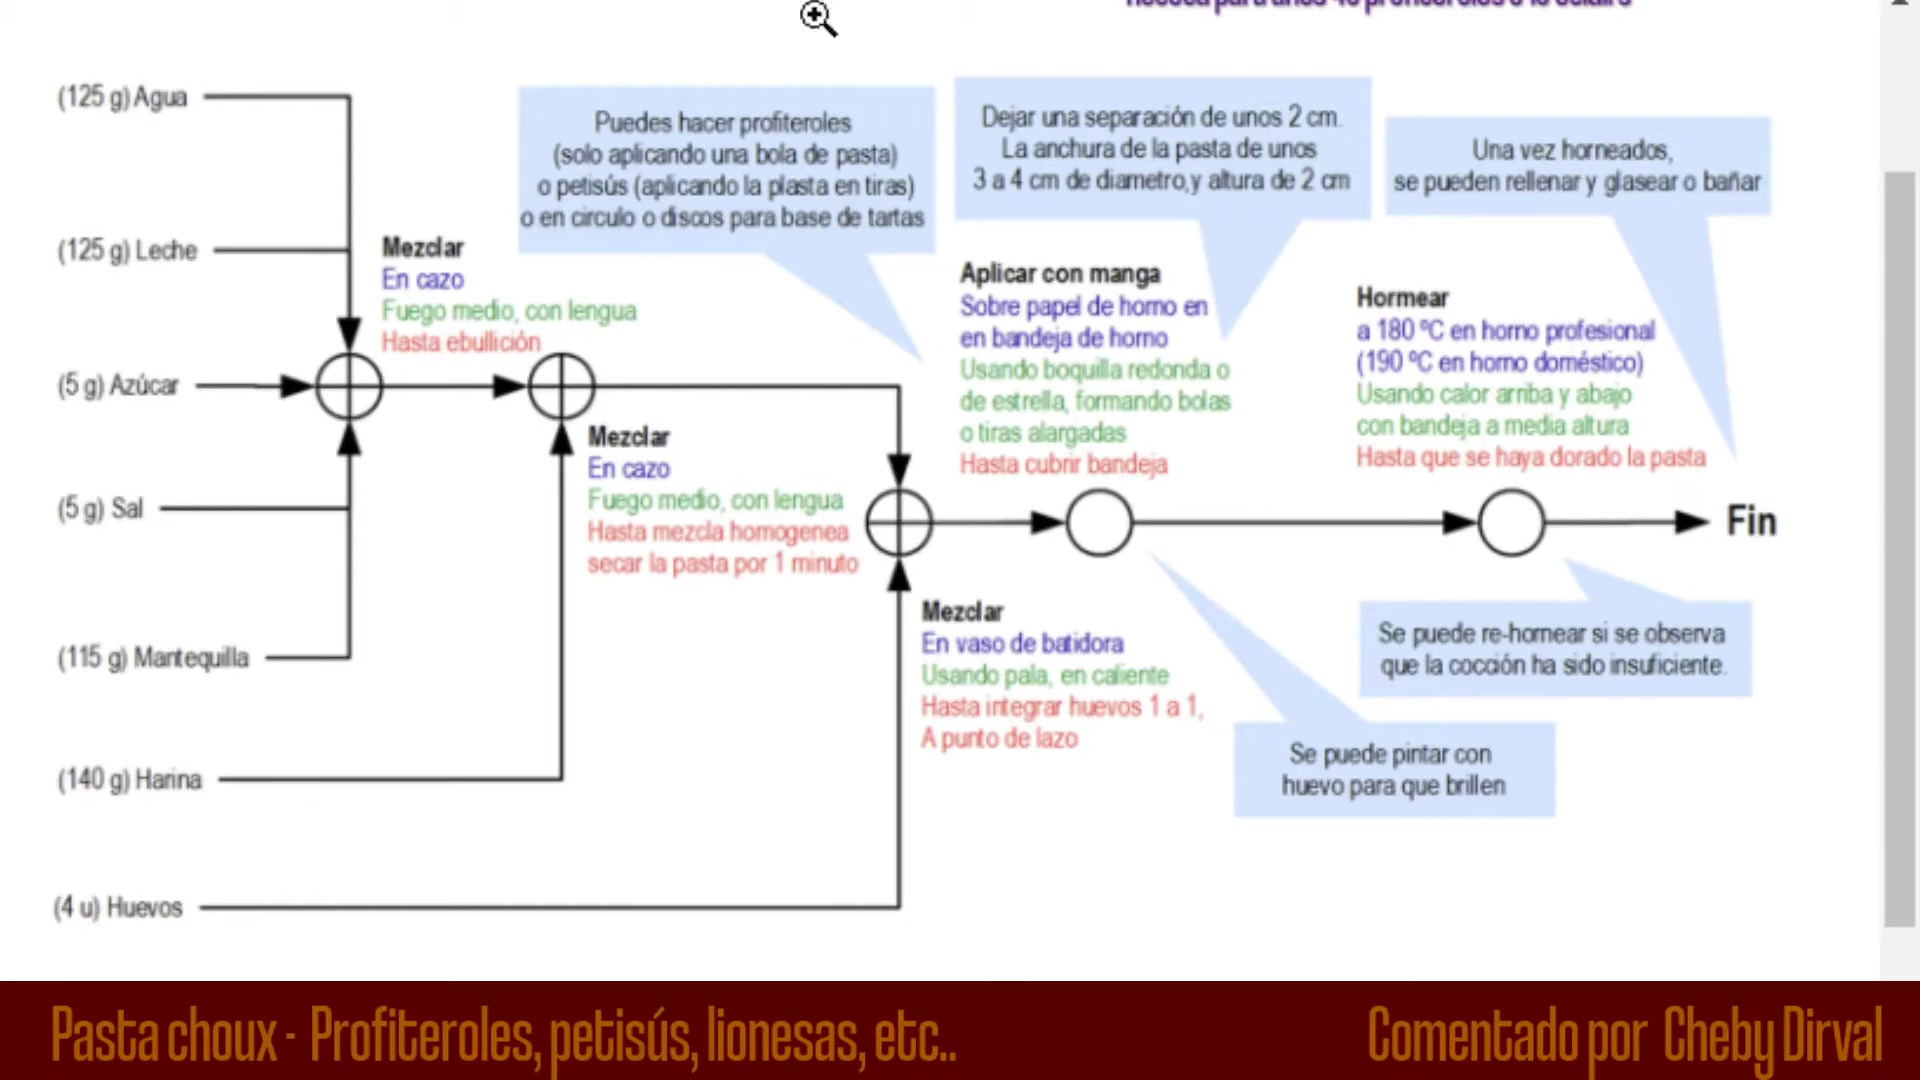 (125 g) Agua
(125 g) Leche
(5 g) Azúcar
(5 g) Sal
(115 g) Mantequilla
(140 g) Harina
(4 u) Huevos
Mezclar
En cazo
Fuego medio, con lengua
Hasta ebullición
Mezclar
En cazo
Fuego medio, con lengua
Hasta mezcla homogenea
secar la pasta por 1 minuto
Puedes hacer profiteroles
(solo aplicando una bola de pasta)
o petisús (aplicando la plasta en tiras)
o en circulo o discos para base de tartas
Mezclar
En vaso de batidora
Usando pala, en caliente
Hasta integrar huevos 1 a 1,
A punto de lazo
Dejar una separación de unos 2 cm.
La anchura de la pasta de unos
3 a 4 cm de diametro,y altura de 2 cm
Aplicar con manga
Sobre papel de horno en
en bandeja de horno
Usando boquilla redonda o
de estrella, formando bolas
o tiras alargadas
Hasta cubrir bandeja
Se puede pintar con
huevo para que brillen
Una vez horneados,
se pueden rellenar y glasear o bañar
Hormear
a 180 ºC en horno profesional
(190 ºC en horno doméstico)
Usando calor arriba y abajo
con bandeja a media altura
Hasta que se haya dorado la pasta
Se puede re-hornear si se observa
que la cocción ha sido insuficiente.
Fin
Pasta choux - Profiteroles, petisús, lionesas, etc..
Comentado por Cheby Dirval